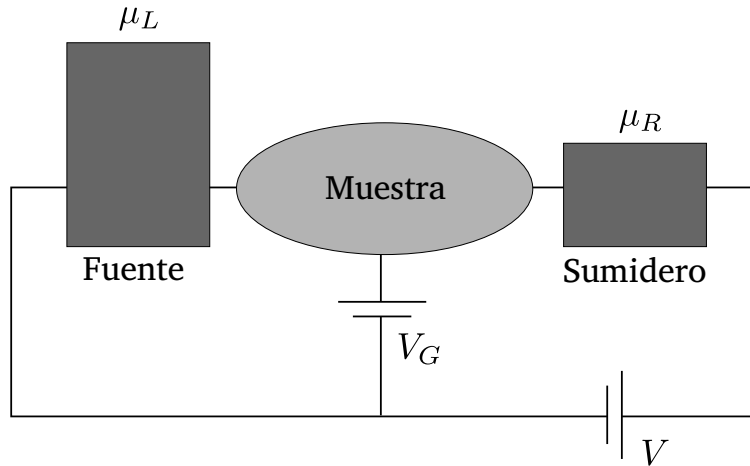 μ_L
μ_R
Muestra
Fuente
Sumidero
V_G
V